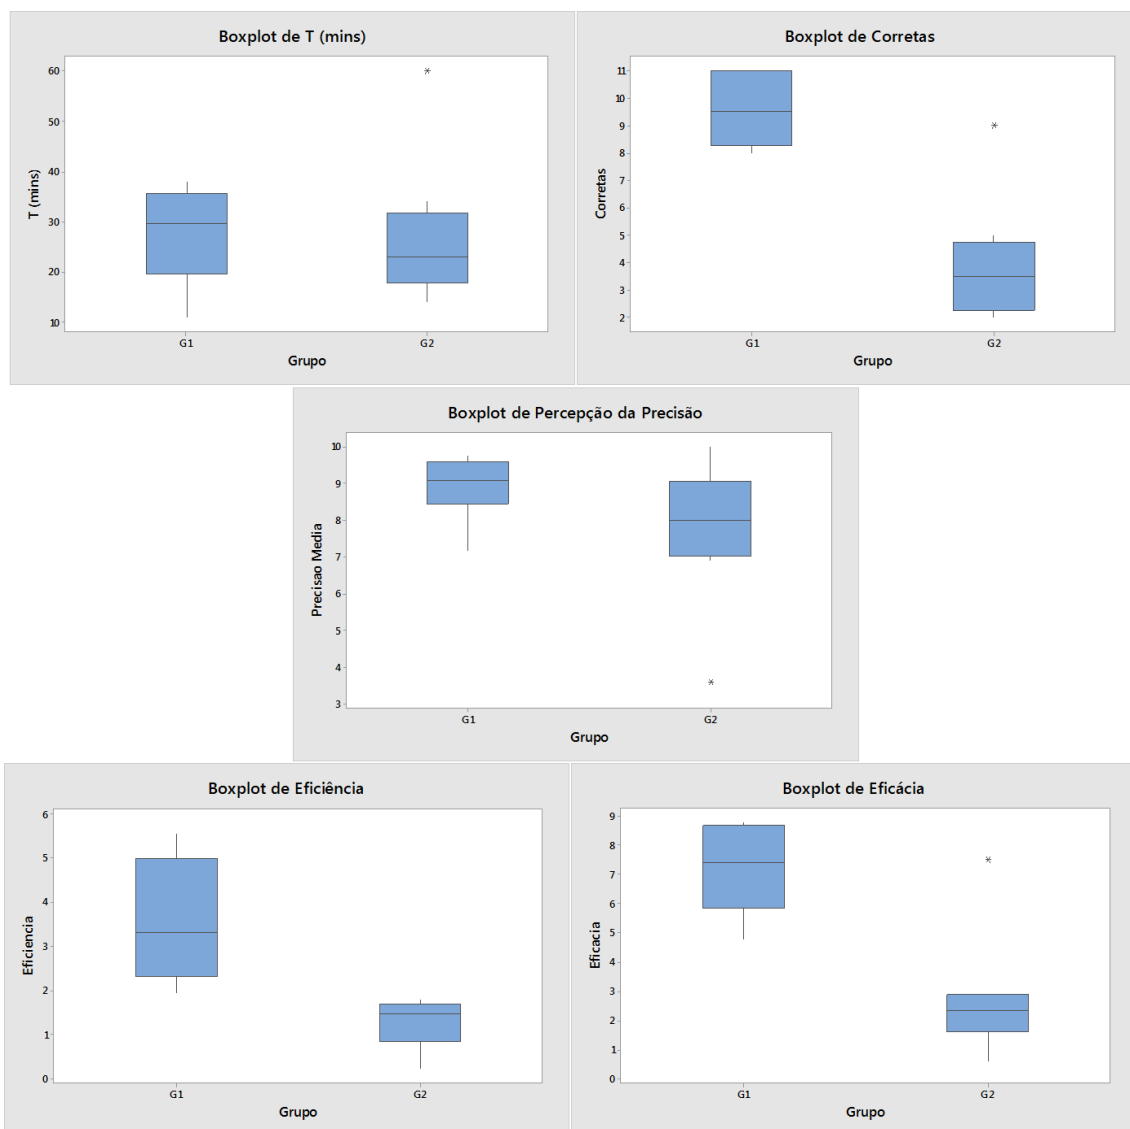 Boxplot de T (mins)
60
50
40
30
20
10
T (mins)
G1 G2
Grupo
Boxplot de Corretas
11
10
9
8
7
6
5
4
3
2
Corretas
G1 G2
Grupo
Boxplot de Percepção da Precisão
10
9
8
7
6
5
4
3
Precisao Media
G1 G2
Grupo
Boxplot de Eficiência
6
5
4
3
2
1
0
Eficiencia
G1 G2
Grupo
Boxplot de Eficácia
9
8
7
6
5
4
3
2
1
0
Eficacia
G1 G2
Grupo